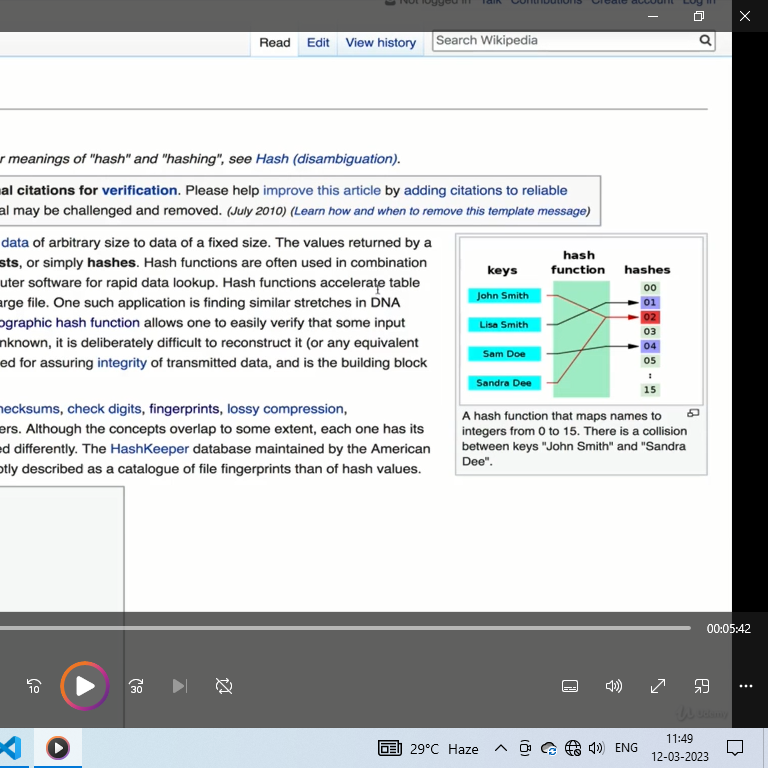 Not logged in Talk Contributions Create account Log in
Read Edit View history Search Wikipedia
r meanings of "hash" and "hashing", see Hash (disambiguation).
al citations for verification. Please help improve this article by adding citations to reliable
al may be challenged and removed. (July 2010) (Learn how and when to remove this template message)
data of arbitrary size to data of a fixed size. The values returned by a
sts, or simply hashes. Hash functions are often used in combination
uter software for rapid data lookup. Hash functions accelerate table
arge file. One such application is finding similar stretches in DNA
ographic hash function allows one to easily verify that some input
nknown, it is deliberately difficult to reconstruct it (or any equivalent
ed for assuring integrity of transmitted data, and is the building block
hecksums, check digits, fingerprints, lossy compression,
ers. Although the concepts overlap to some extent, each one has its
ed differently. The HashKeeper database maintained by the American
otly described as a catalogue of file fingerprints than of hash values.
hash
keys function hashes
00
John Smith
01
02
Lisa Smith
03
Sam Doe
04
05
:
Sandra Dee
15
A hash function that maps names to
integers from 0 to 15. There is a collision
between keys "John Smith" and "Sandra
Dee".
00:05:42
10 30
Udemy
29°C Haze ENG 11:49
12-03-2023